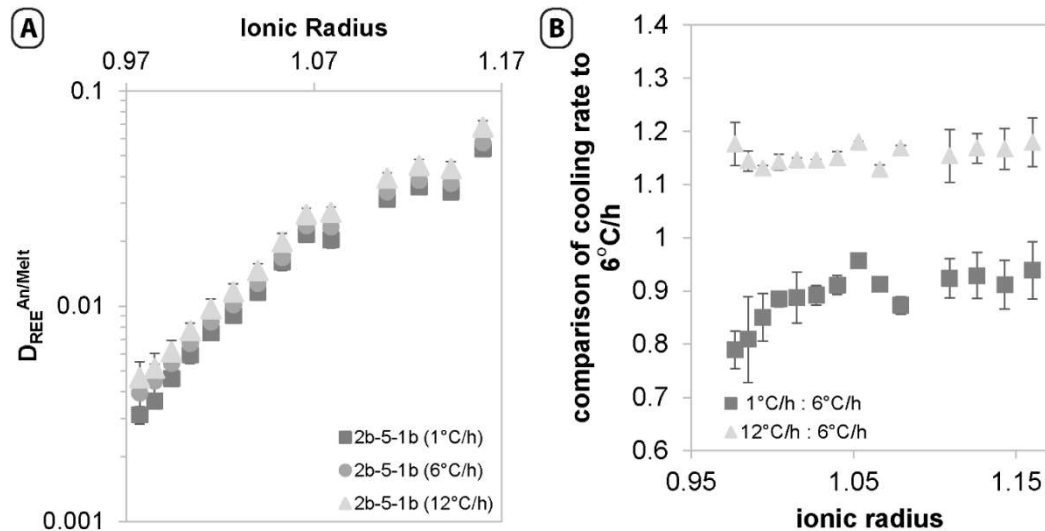 A
Ionic Radius
0.97 1.07 1.17
0.1
0.01
0.001
D_REE^An/Melt
2b-5-1b (1°C/h)
2b-5-1b (6°C/h)
2b-5-1b (12°C/h)
B
comparison of cooling rate to
6°C/h
1.4
1.3
1.2
1.1
1
0.9
0.8
0.7
0.6
1°C/h : 6°C/h
12°C/h : 6°C/h
0.95 1.05 1.15
ionic radius